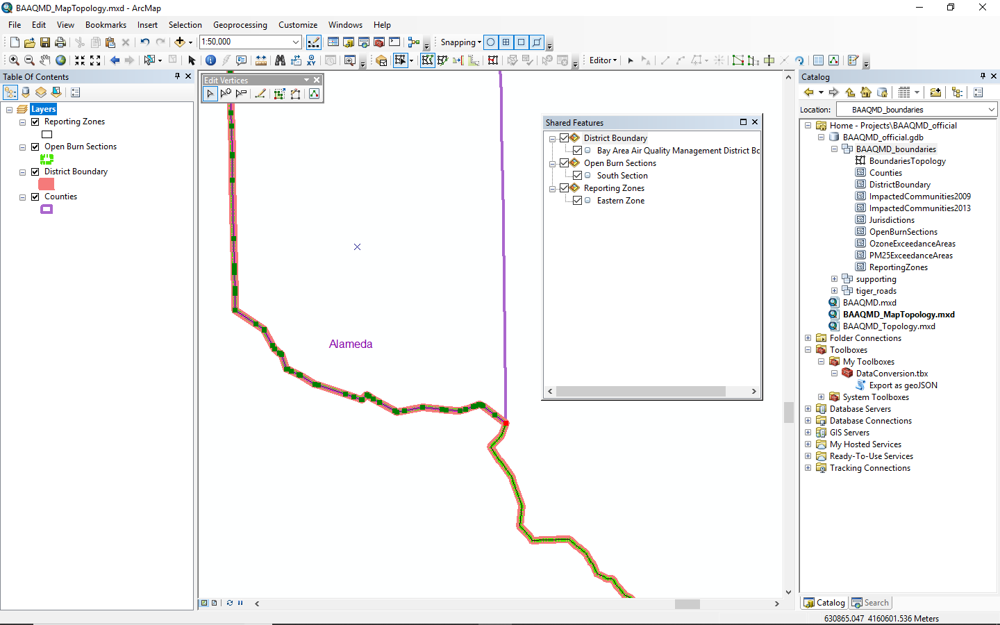 BAAQMD_MapTopology.mxd - ArcMap
File Edit View Bookmarks Insert Selection Geoprocessing Customize Windows Help
1:50,000
Snapping
Editor
Table Of Contents
Layers
Reporting Zones
Open Burn Sections
District Boundary
Counties
Edit Vertices
Alameda
Shared Features
District Boundary
Bay Area Air Quality Management District Bc
Open Burn Sections
South Section
Reporting Zones
Eastern Zone
Catalog
Location: BAAQMD_boundaries
Home - Projects\BAAQMD_official
BAAQMD_official.gdb
BAAQMD_boundaries
BoundariesTopology
Counties
DistrictBoundary
ImpactedCommunities2009
ImpactedCommunities2013
Jurisdictions
OpenBurnSections
OzoneExceedanceAreas
PM25ExceedanceAreas
ReportingZones
supporting
tiger_roads
BAAQMD.mxd
BAAQMD_MapTopology.mxd
BAAQMD_Topology.mxd
Folder Connections
Toolboxes
My Toolboxes
DataConversion.tbx
Export as geoJSON
System Toolboxes
Database Servers
Database Connections
GIS Servers
My Hosted Services
Ready-To-Use Services
Tracking Connections
Catalog Search
630865.047 4160601.536 Meters